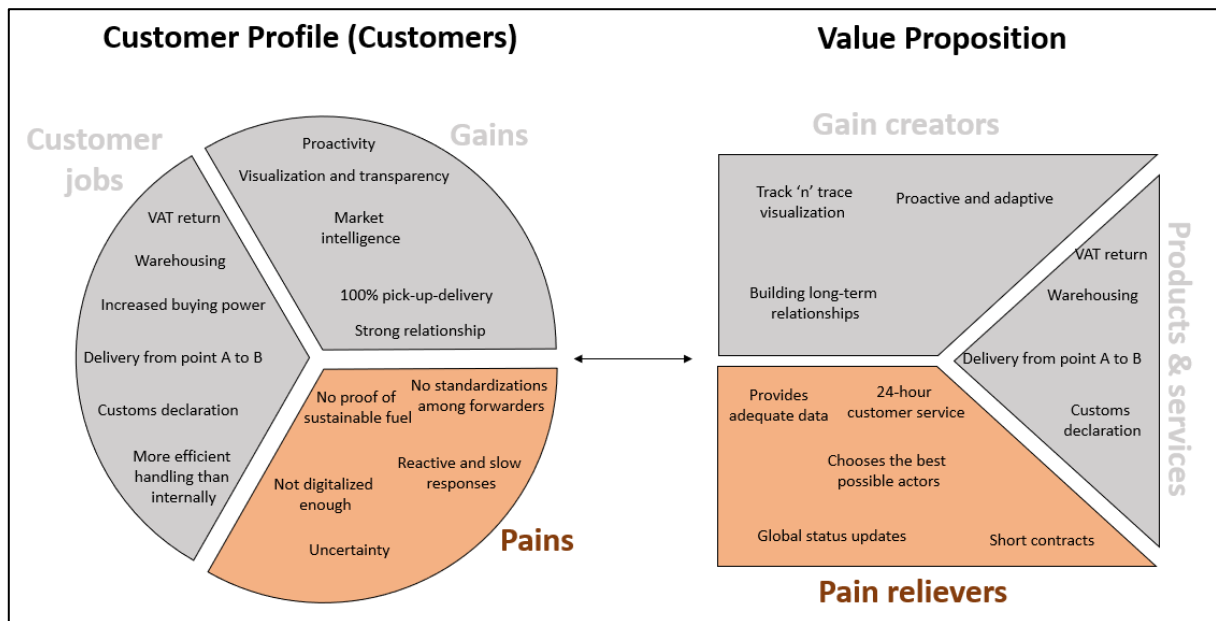 Customer Profile (Customers)
Value Proposition
Customer
jobs
Gains
Proactivity
Visualization and transparency
Market
intelligence
100% pick-up-delivery
Strong relationship
VAT return
Warehousing
Increased buying power
Delivery from point A to B
Customs declaration
More efficient
handling than
internally
No proof of
sustainable fuel
No standardizations
among forwarders
Reactive and slow
responses
Not digitalized
enough
Uncertainty
Pains
Gain creators
Track ‘n’ trace
visualization
Proactive and adaptive
Building long-term
relationships
Products & services
VAT return
Warehousing
Delivery from point A to B
Customs
declaration
Provides
adequate data
24-hour
customer service
Chooses the best
possible actors
Global status updates
Short contracts
Pain relievers